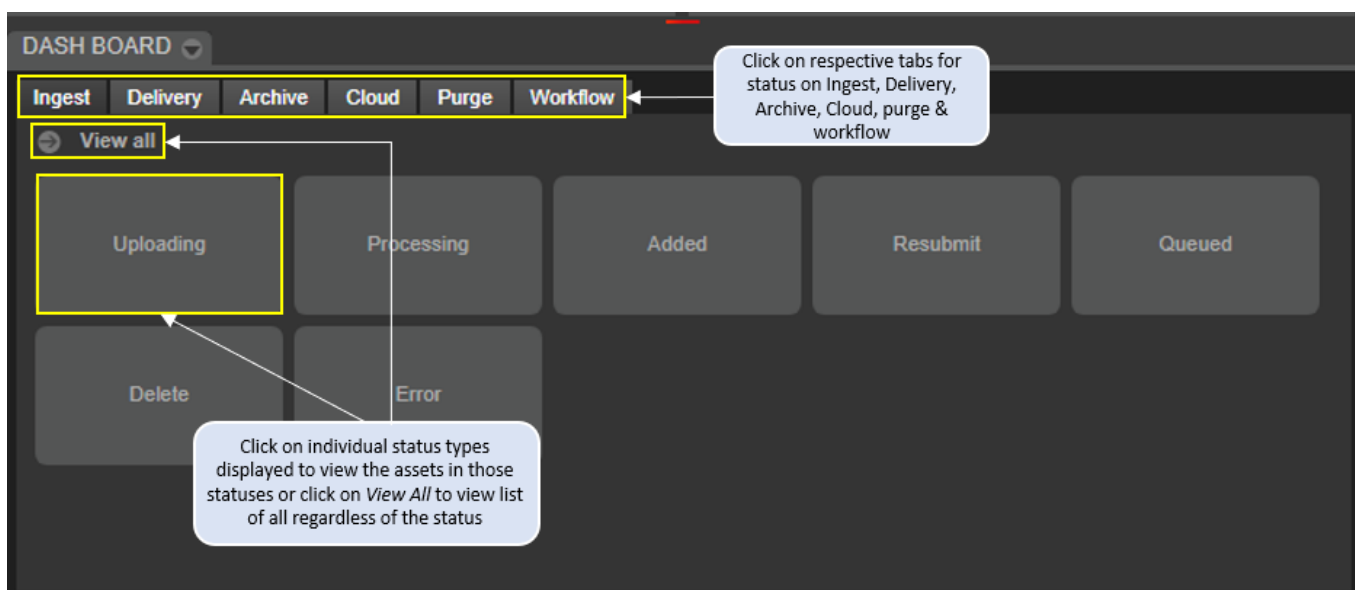 DASH BOARD
Click on respective tabs for
status on Ingest, Delivery,
Archive, Cloud, purge &
workflow
Ingest Delivery Archive Cloud Purge Workflow
View all
Uploading Processing Added Resubmit Queued
Delete Error
Click on individual status types
displayed to view the assets in those
statuses or click on View All to view list
of all regardless of the status